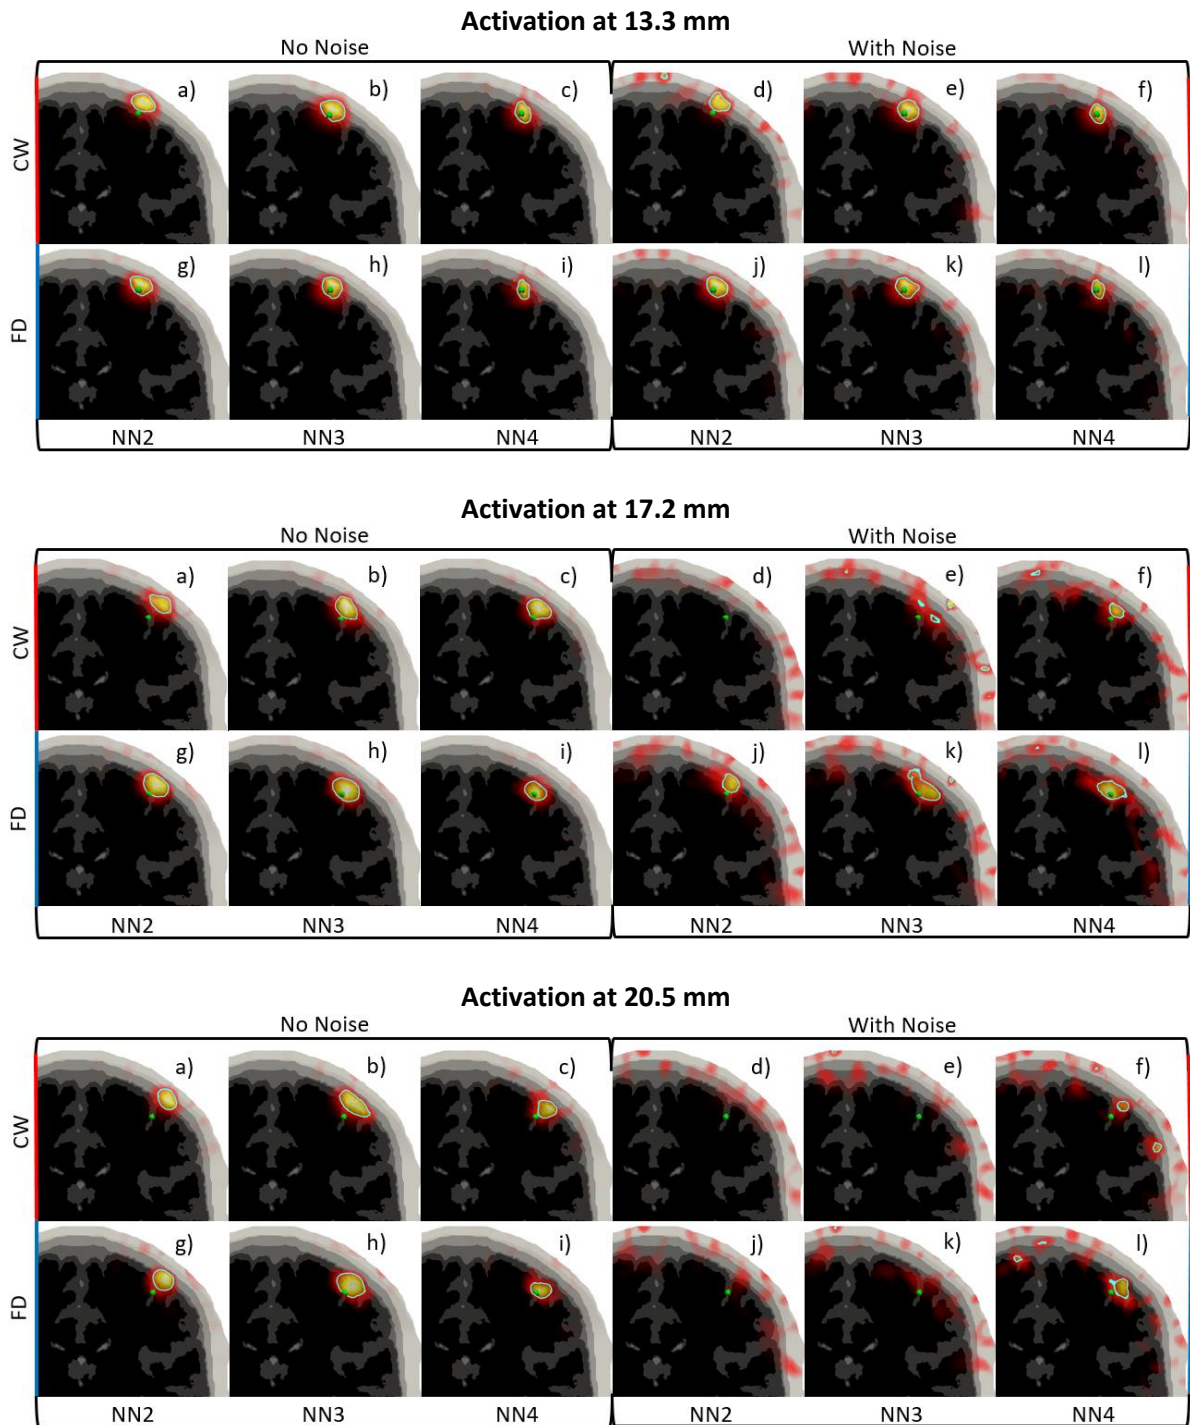 Activation at 13.3 mm
No Noise With Noise
CW a) b) c) d) e) f)
FD g) h) i) j) k) l)
NN2 NN3 NN4 NN2 NN3 NN4
Activation at 17.2 mm
No Noise With Noise
CW a) b) c) d) e) f)
FD g) h) i) j) k) l)
NN2 NN3 NN4 NN2 NN3 NN4
Activation at 20.5 mm
No Noise With Noise
CW a) b) c) d) e) f)
FD g) h) i) j) k) l)
NN2 NN3 NN4 NN2 NN3 NN4